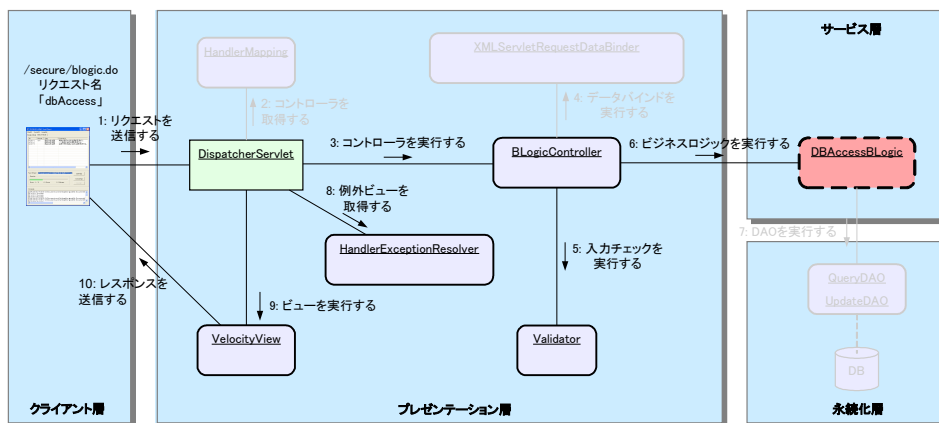 /secure/blogic.do
リクエスト名
「dbAccess」
1: リクエストを
送信する
10: レスポンスを
送信する
クライアント層
HandlerMapping
2: コントローラを
取得する
DispatcherServlet
3: コントローラを実行する
8: 例外ビューを
取得する
HandlerExceptionResolver
9: ビューを実行する
VelocityView
XMLServletRequestDataBinder
4: データバインドを
実行する
BLogicController
5: 入力チェックを
実行する
Validator
プレゼンテーション層
サービス層
6: ビジネスロジックを実行する
DBAccessBLogic
7: DAOを実行する
QueryDAO
UpdateDAO
DB
永続化層